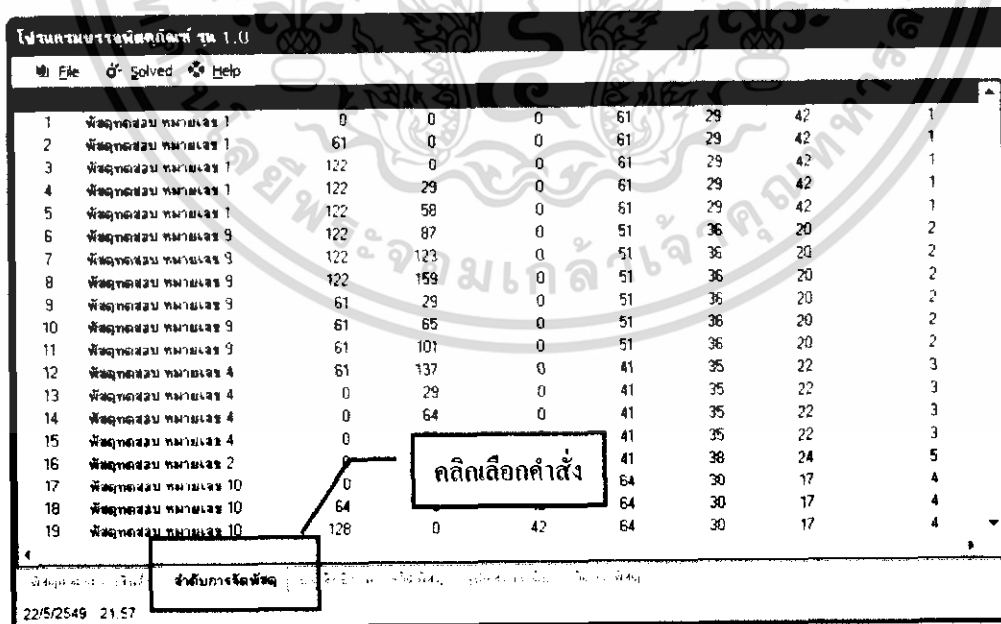 โปรแกรมบรรจุพัสดุภัณฑ์ รุ่น 1.0
File Solved Help
1 พัสดุทดสอบ หมายเลข 1 0 0 0 61 29 42 1
2 พัสดุทดสอบ หมายเลข 1 61 0 0 61 29 42 1
3 พัสดุทดสอบ หมายเลข 1 122 0 0 61 29 42 1
4 พัสดุทดสอบ หมายเลข 1 122 29 0 61 29 42 1
5 พัสดุทดสอบ หมายเลข 1 122 58 0 61 29 42 1
6 พัสดุทดสอบ หมายเลข 9 122 87 0 51 36 20 2
7 พัสดุทดสอบ หมายเลข 9 122 123 0 51 36 20 2
8 พัสดุทดสอบ หมายเลข 9 122 159 0 51 36 20 2
9 พัสดุทดสอบ หมายเลข 9 61 29 0 51 36 20 2
10 พัสดุทดสอบ หมายเลข 9 61 65 0 51 36 20 2
11 พัสดุทดสอบ หมายเลข 9 61 101 0 51 36 20 2
12 พัสดุทดสอบ หมายเลข 4 61 137 0 41 35 22 3
13 พัสดุทดสอบ หมายเลข 4 0 29 0 41 35 22 3
14 พัสดุทดสอบ หมายเลข 4 0 64 0 41 35 22 3
15 พัสดุทดสอบ หมายเลข 4 0 41 35 22 3
16 พัสดุทดสอบ หมายเลข 2 0 41 38 24 5
17 พัสดุทดสอบ หมายเลข 10 0 64 30 17 4
18 พัสดุทดสอบ หมายเลข 10 64 64 30 17 4
19 พัสดุทดสอบ หมายเลข 10 128 0 42 64 30 17 4
คลิกเลือกคำสั่ง
ลำดับการจัดพัสดุ
22/5/2549 21:57
พระจอมเกล้าเจ้าคุณทหาร